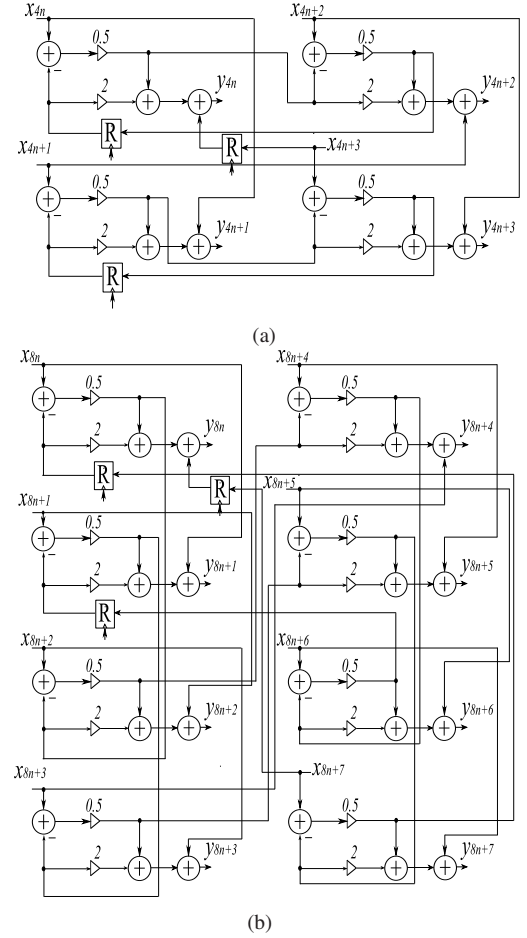 x4n x4n+2
0.5 0.5
2 y4n 2 y4n+2
R
x4n+1 R x4n+3
0.5 0.5
2 y4n+1 2 y4n+3
R
(a)
x8n x8n+4
0.5 0.5
2 y8n 2 y8n+4
R R x8n+5
x8n+1
0.5 0.5
2 y8n+1 2 y8n+5
R
x8n+2 x8n+6
0.5 0.5
2 y8n+2 2 y8n+6
x8n+3 x8n+7
0.5 0.5
2 y8n+3 2 y8n+7
(b)